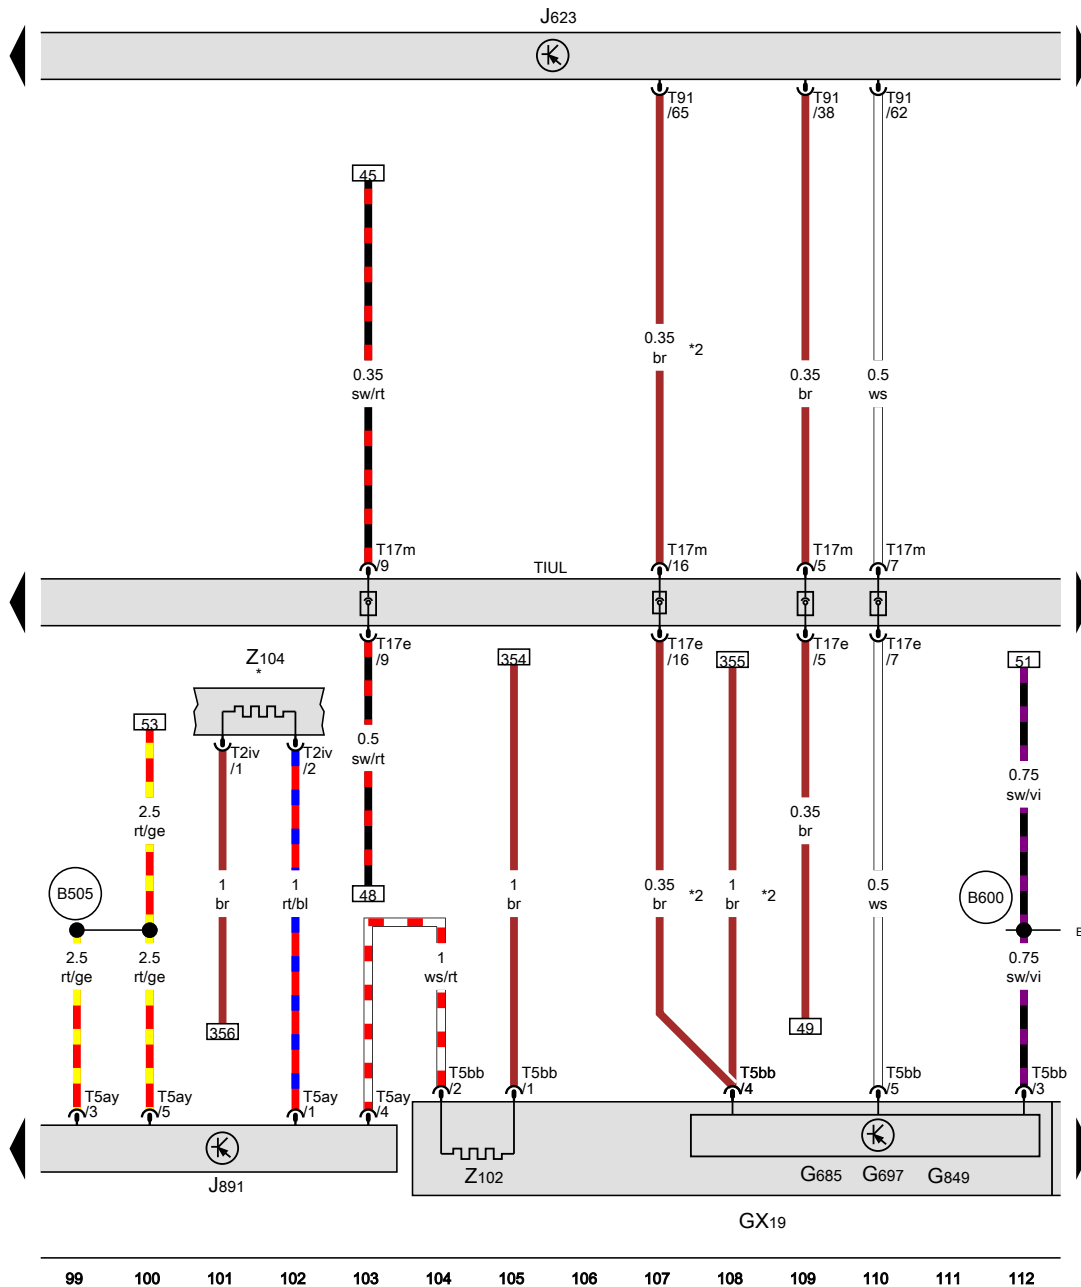 J623
T91
/65
T91
/38
T91
/62
45
0.35
br
*2
0.35
sw/rt
0.35
br
0.5
ws
T17m
/9
TIUL
T17m
/16
T17m
/5
T17m
/7
T17e
/9
T17e
/16
T17e
/5
T17e
/7
Z104
*
354
355
51
53
T2iv
/1
T2iv
/2
0.5
sw/rt
0.75
sw/vi
2.5
rt/ge
0.35
br
B505
1
br
1
rt/bl
48
1
br
0.35
br
*2
1
br
*2
0.5
ws
B600
2.5
rt/ge
2.5
rt/ge
1
ws/rt
0.75
sw/vi
356
49
T5bb
/2
T5bb
/1
T5bb
/4
T5bb
/5
T5bb
/3
T5ay
/3
T5ay
/5
T5ay
/1
T5ay
/4
J891
Z102
G685
G697
G849
GX19
99 100 101 102 103 104 105 106 107 108 109 110 111 112